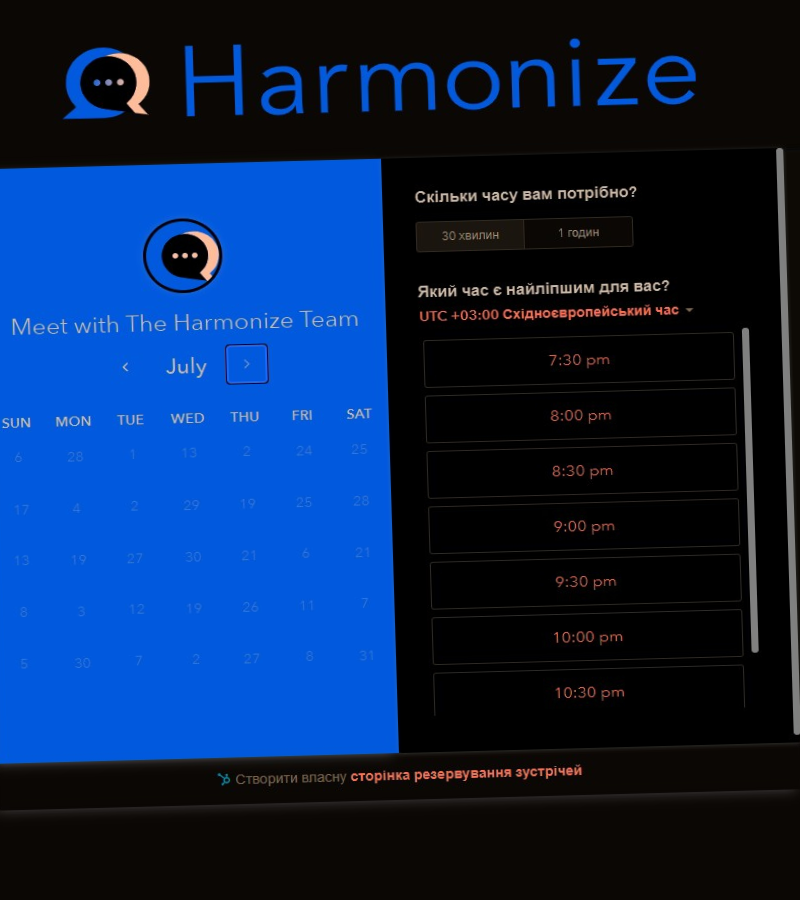 Harmonize
Meet with The Harmonize Team
July
SUN MON TUE WED THU FRI SAT
6 28 1 13 2 24 25
17 4 2 29 19 25 28
13 19 27 30 21 6 21
8 3 12 19 26 11 7
5 30 7 2 27 8 31
Скільки часу вам потрібно?
30 хвилин 1 годин
Який час є найліпшим для вас?
UTC +03:00 Східноєвропейський час
7:30 pm
8:00 pm
8:30 pm
9:00 pm
9:30 pm
10:00 pm
10:30 pm
Створити власну сторінка резервування зустрічей